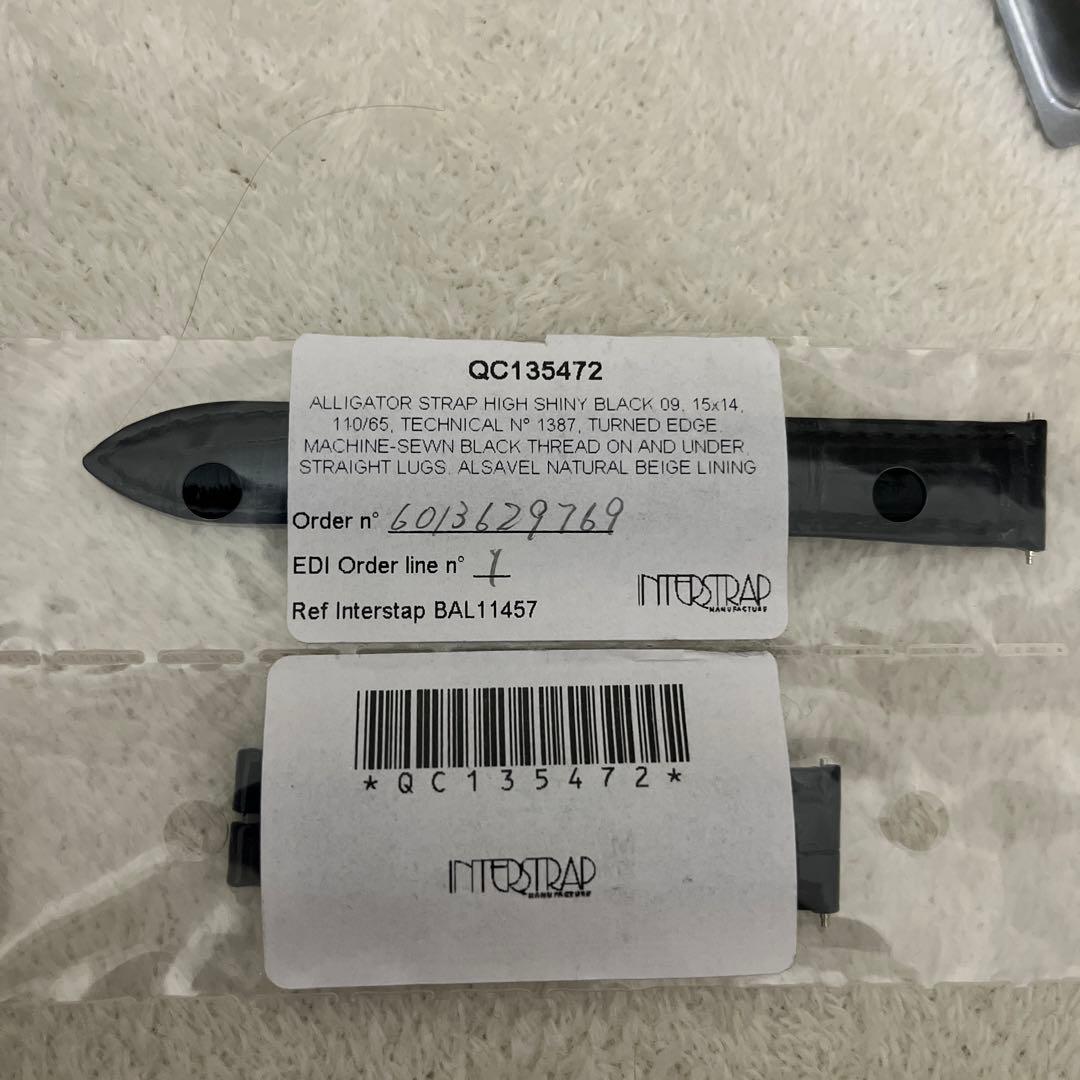 QC135472
ALLIGATOR STRAP HIGH SHINY BLACK 09, 15x14,
110/65, TECHNICAL N° 1387, TURNED EDGE.
MACHINE-SEWN BLACK THREAD ON AND UNDER,
STRAIGHT LUGS. ALSAVEL NATURAL BEIGE LINING
Order n° 6013629769
EDI Order line n° 1
Ref Interstap BAL11457
INTERSTRAP
MANUFACTURE
*QC135472*
INTERSTRAP
MANUFACTURE